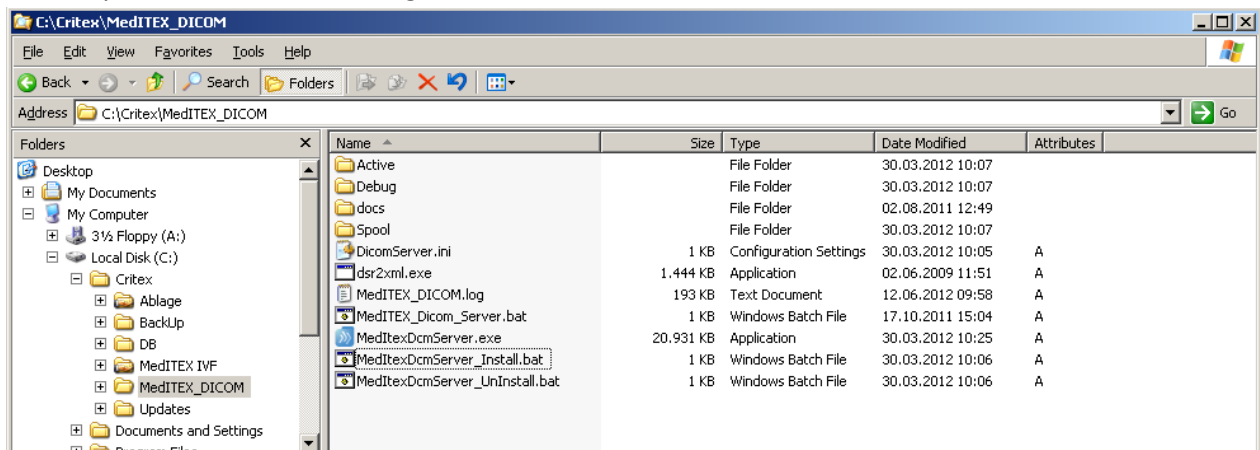 C:\Critex\MedITEX_DICOM
File Edit View Favorites Tools Help
Back Search Folders
Address C:\Critex\MedITEX_DICOM Go
Folders x Name Size Type Date Modified Attributes
Desktop
My Documents
My Computer
3½ Floppy (A:)
Local Disk (C:)
Critex
Ablage
BackUp
DB
MedITEX IVF
MedITEX_DICOM
Updates
Documents and Settings
Program Files
Active File Folder 30.03.2012 10:07
Debug File Folder 30.03.2012 10:07
docs File Folder 02.08.2011 12:49
Spool File Folder 30.03.2012 10:07
DicomServer.ini 1 KB Configuration Settings 30.03.2012 10:05 A
dsr2xml.exe 1.444 KB Application 02.06.2009 11:51 A
MedITEX_DICOM.log 193 KB Text Document 12.06.2012 09:58 A
MedITEX_Dicom_Server.bat 1 KB Windows Batch File 17.10.2011 15:04 A
MedItexDcmServer.exe 20.931 KB Application 30.03.2012 10:25 A
MedItexDcmServer_Install.bat 1 KB Windows Batch File 30.03.2012 10:06 A
MedItexDcmServer_UnInstall.bat 1 KB Windows Batch File 30.03.2012 10:06 A